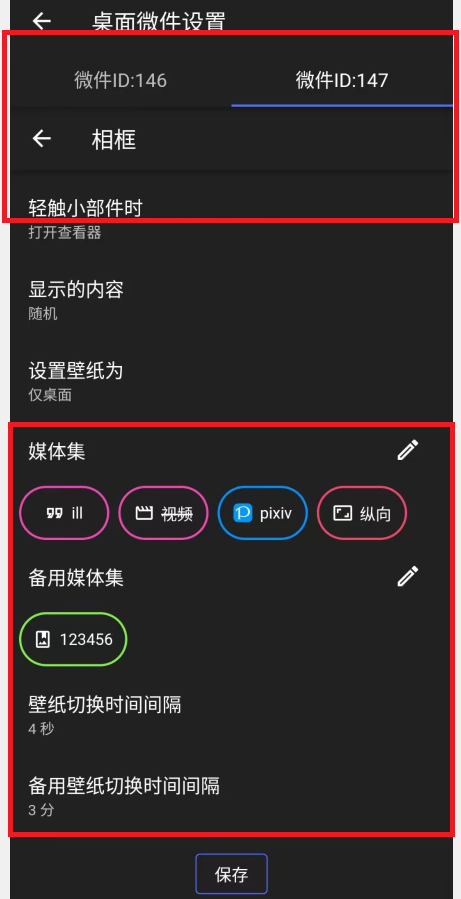 桌面微件设置
微件ID:146 微件ID:147
相框
轻触小部件时
打开查看器
显示的内容
随机
设置壁纸为
仅桌面
媒体集
ill 视频 pixiv 纵向
备用媒体集
123456
壁纸切换时间间隔
4 秒
备用壁纸切换时间间隔
3 分
保存